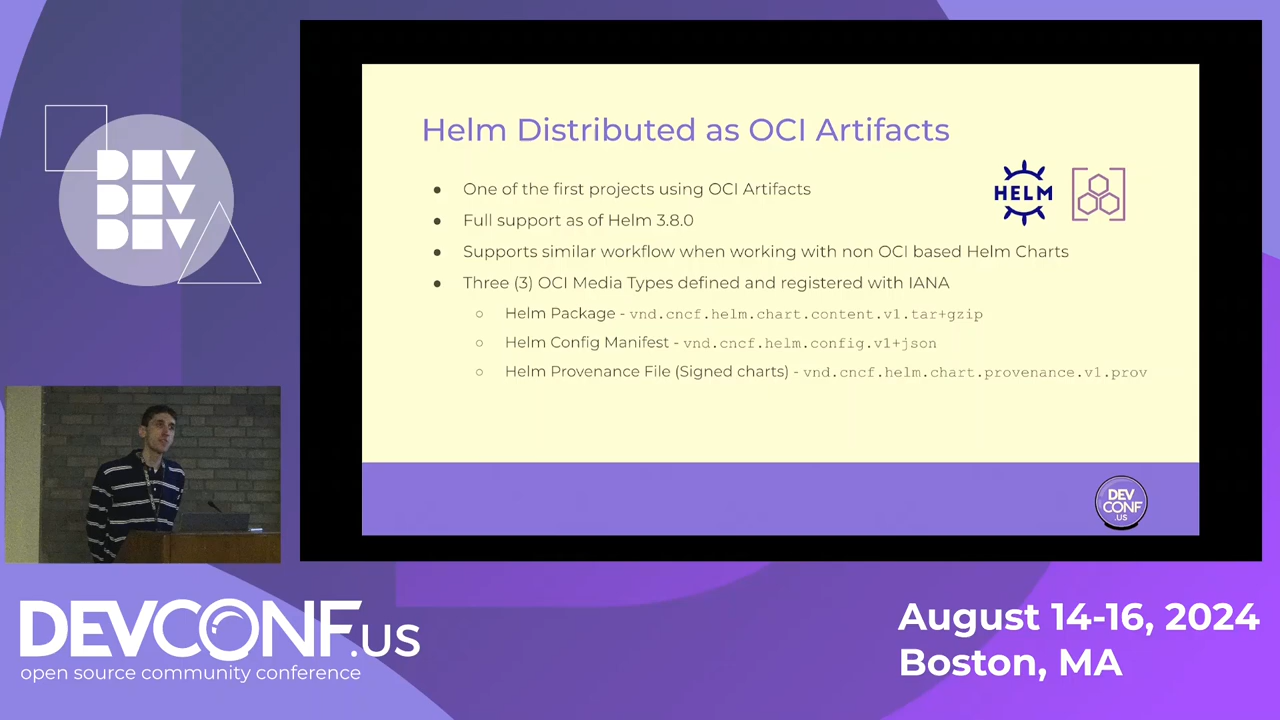 DEV
DEV
DEV
Helm Distributed as OCI Artifacts
HELM
One of the first projects using OCI Artifacts
Full support as of Helm 3.8.0
Supports similar workflow when working with non OCI based Helm Charts
Three (3) OCI Media Types defined and registered with IANA
Helm Package - vnd.cncf.helm.chart.content.v1.tar+gzip
Helm Config Manifest - vnd.cncf.helm.config.v1+json
Helm Provenance File (Signed charts) - vnd.cncf.helm.chart.provenance.v1.prov
DEV
CONF
.US
DEVCONF.US
open source community conference
August 14-16, 2024
Boston, MA